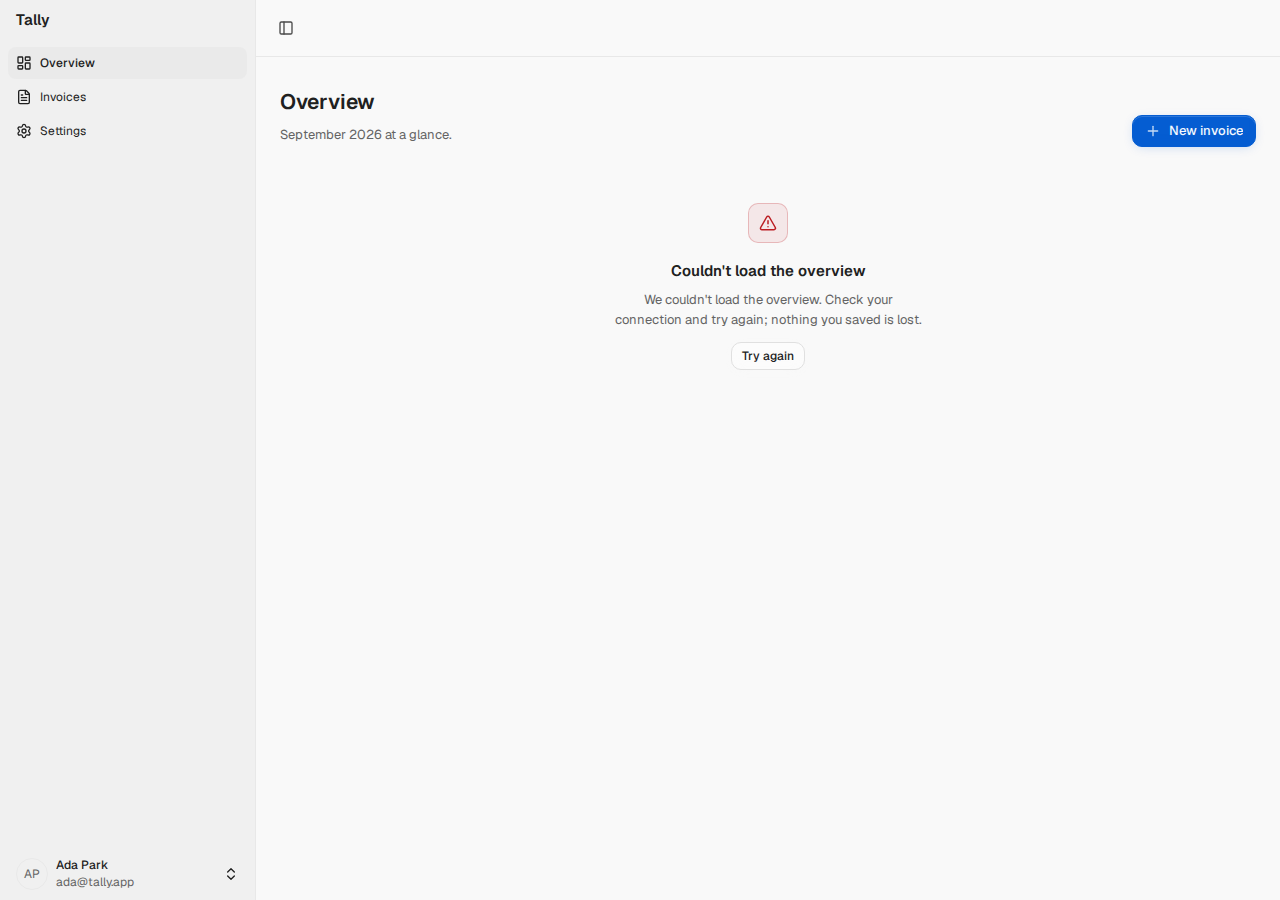 Tally
Overview
Invoices
Settings
Overview
September 2026 at a glance.
New invoice
Couldn't load the overview
We couldn't load the overview. Check your
connection and try again; nothing you saved is lost.
Try again
AP
Ada Park
ada@tally.app